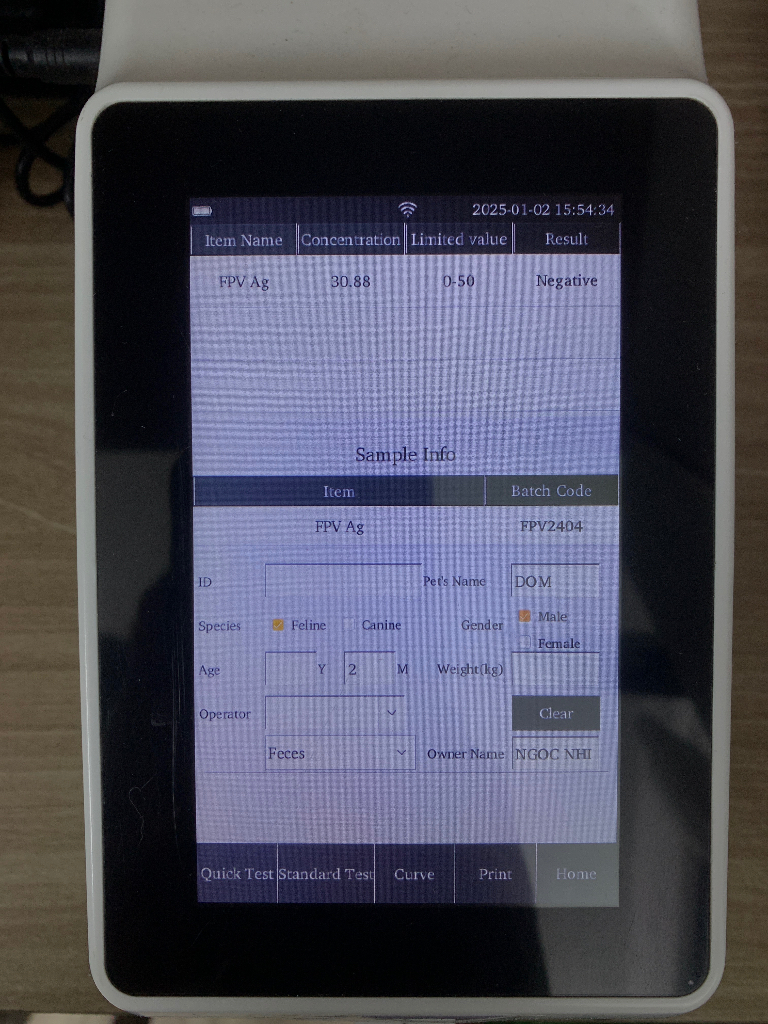 2025-01-02 15:54:34
Item Name Concentration Limited value Result
FPV Ag 30.88 0-50 Negative
Sample Info
Item Batch Code
FPV Ag FPV2404
ID Pet's Name DOM
Species Feline Canine Gender Male
Female
Age Y 2 M Weight(kg)
Operator Clear
Feces Owner Name NGOC NHI
Quick Test Standard Test Curve Print Home